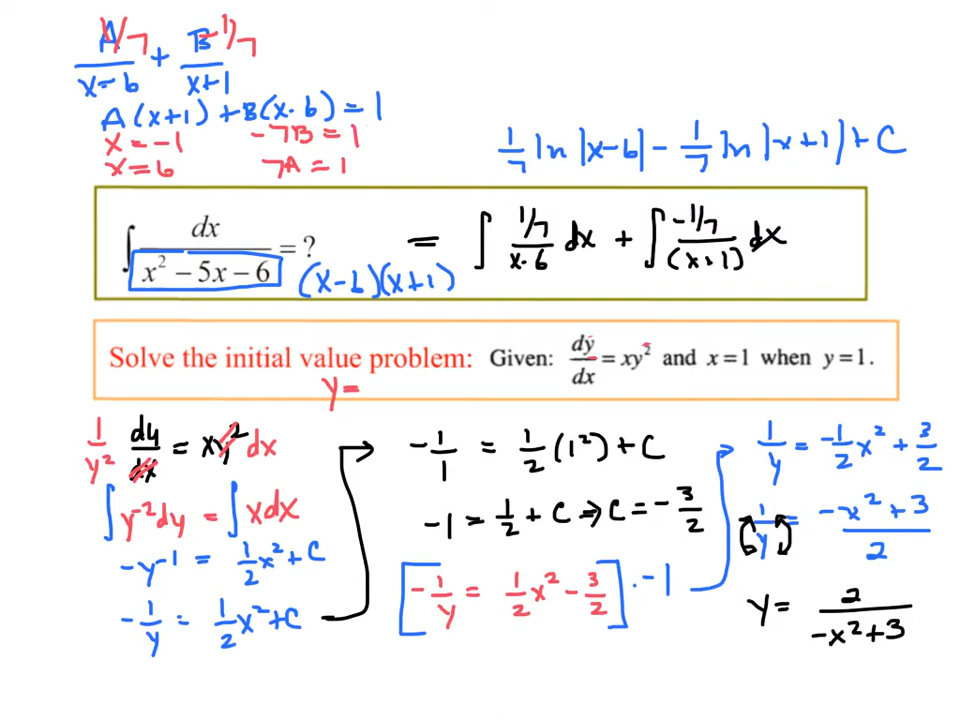 A 1/7 / (x-6) + B -1/7 / (x+1)
A(x+1) + B(x-6) = 1
x = -1   -7B = 1
x = 6   7A = 1
1/7 ln |x-6| - 1/7 ln |x+1| + C
∫ dx / (x² - 5x - 6) = ?   (x-6)(x+1)
= ∫ (1/7)/(x-6) dx + ∫ (-1/7)/(x+1) dx
Solve the initial value problem: Given: dy/dx = xy² and x = 1 when y = 1.
y =
1/y² dy/dx = xy² dx
∫ y⁻² dy = ∫ x dx
-y⁻¹ = 1/2 x² + C
-1/y = 1/2 x² + C
-1/1 = 1/2 (1²) + C
-1 = 1/2 + C ⇒ C = -3/2
[-1/y = 1/2 x² - 3/2] · -1
1/y = -1/2 x² + 3/2
1/y = (-x² + 3)/2
y = 2/(-x² + 3)